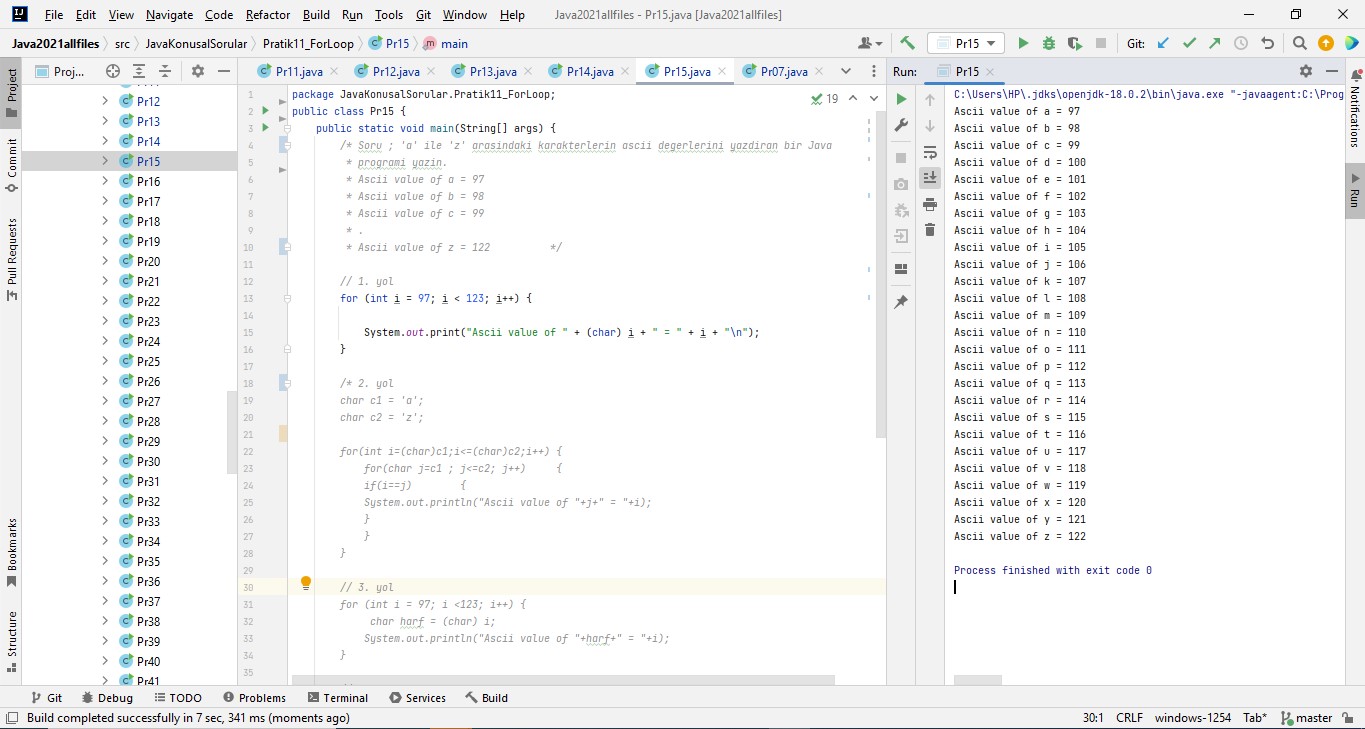 File Edit View Navigate Code Refactor Build Run Tools Git Window Help Java2021allfiles - Pr15.java [Java2021allfiles]
Java2021allfiles src JavaKonusalSorular Pratik11_ForLoop Pr15 main Pr15 Git:
Project
Commit
Pull Requests
Bookmarks
Structure
Proj...
Pr12
Pr13
Pr14
Pr15
Pr16
Pr17
Pr18
Pr19
Pr20
Pr21
Pr22
Pr23
Pr24
Pr25
Pr26
Pr27
Pr28
Pr29
Pr30
Pr31
Pr32
Pr33
Pr34
Pr35
Pr36
Pr37
Pr38
Pr39
Pr40
Pr41
Pr11.java Pr12.java Pr13.java Pr14.java Pr15.java Pr07.java
19
1 package JavaKonusalSorular.Pratik11_ForLoop;
2 public class Pr15 {
3 public static void main(String[] args) {
4 /* Soru ; 'a' ile 'z' arasindaki karakterlerin ascii degerlerini yazdiran bir Java
5 * programi yazin.
6 * Ascii value of a = 97
7 * Ascii value of b = 98
8 * Ascii value of c = 99
9 * .
10 * Ascii value of z = 122 */
11
12 // 1. yol
13 for (int i = 97; i < 123; i++) {
14
15 System.out.print("Ascii value of " + (char) i + " = " + i + "\n");
16 }
17
18 /* 2. yol
19 char c1 = 'a';
20 char c2 = 'z';
21
22 for(int i=(char)c1;i<=(char)c2;i++) {
23 for(char j=c1 ; j<=c2; j++) {
24 if(i==j) {
25 System.out.println("Ascii value of "+j+" = "+i);
26 }
27 }
28 }
29
30 // 3. yol
31 for (int i = 97; i <123; i++) {
32 char harf = (char) i;
33 System.out.println("Ascii value of "+harf+" = "+i);
34 }
35
Run: Pr15
C:\Users\HP\.jdks\openjdk-18.0.2\bin\java.exe "-javaagent:C:\Prog
Ascii value of a = 97
Ascii value of b = 98
Ascii value of c = 99
Ascii value of d = 100
Ascii value of e = 101
Ascii value of f = 102
Ascii value of g = 103
Ascii value of h = 104
Ascii value of i = 105
Ascii value of j = 106
Ascii value of k = 107
Ascii value of l = 108
Ascii value of m = 109
Ascii value of n = 110
Ascii value of o = 111
Ascii value of p = 112
Ascii value of q = 113
Ascii value of r = 114
Ascii value of s = 115
Ascii value of t = 116
Ascii value of u = 117
Ascii value of v = 118
Ascii value of w = 119
Ascii value of x = 120
Ascii value of y = 121
Ascii value of z = 122
Process finished with exit code 0
Notifications
Run
Git Debug TODO Problems Terminal Services Build
Build completed successfully in 7 sec, 341 ms (moments ago) 30:1 CRLF windows-1254 Tab* master